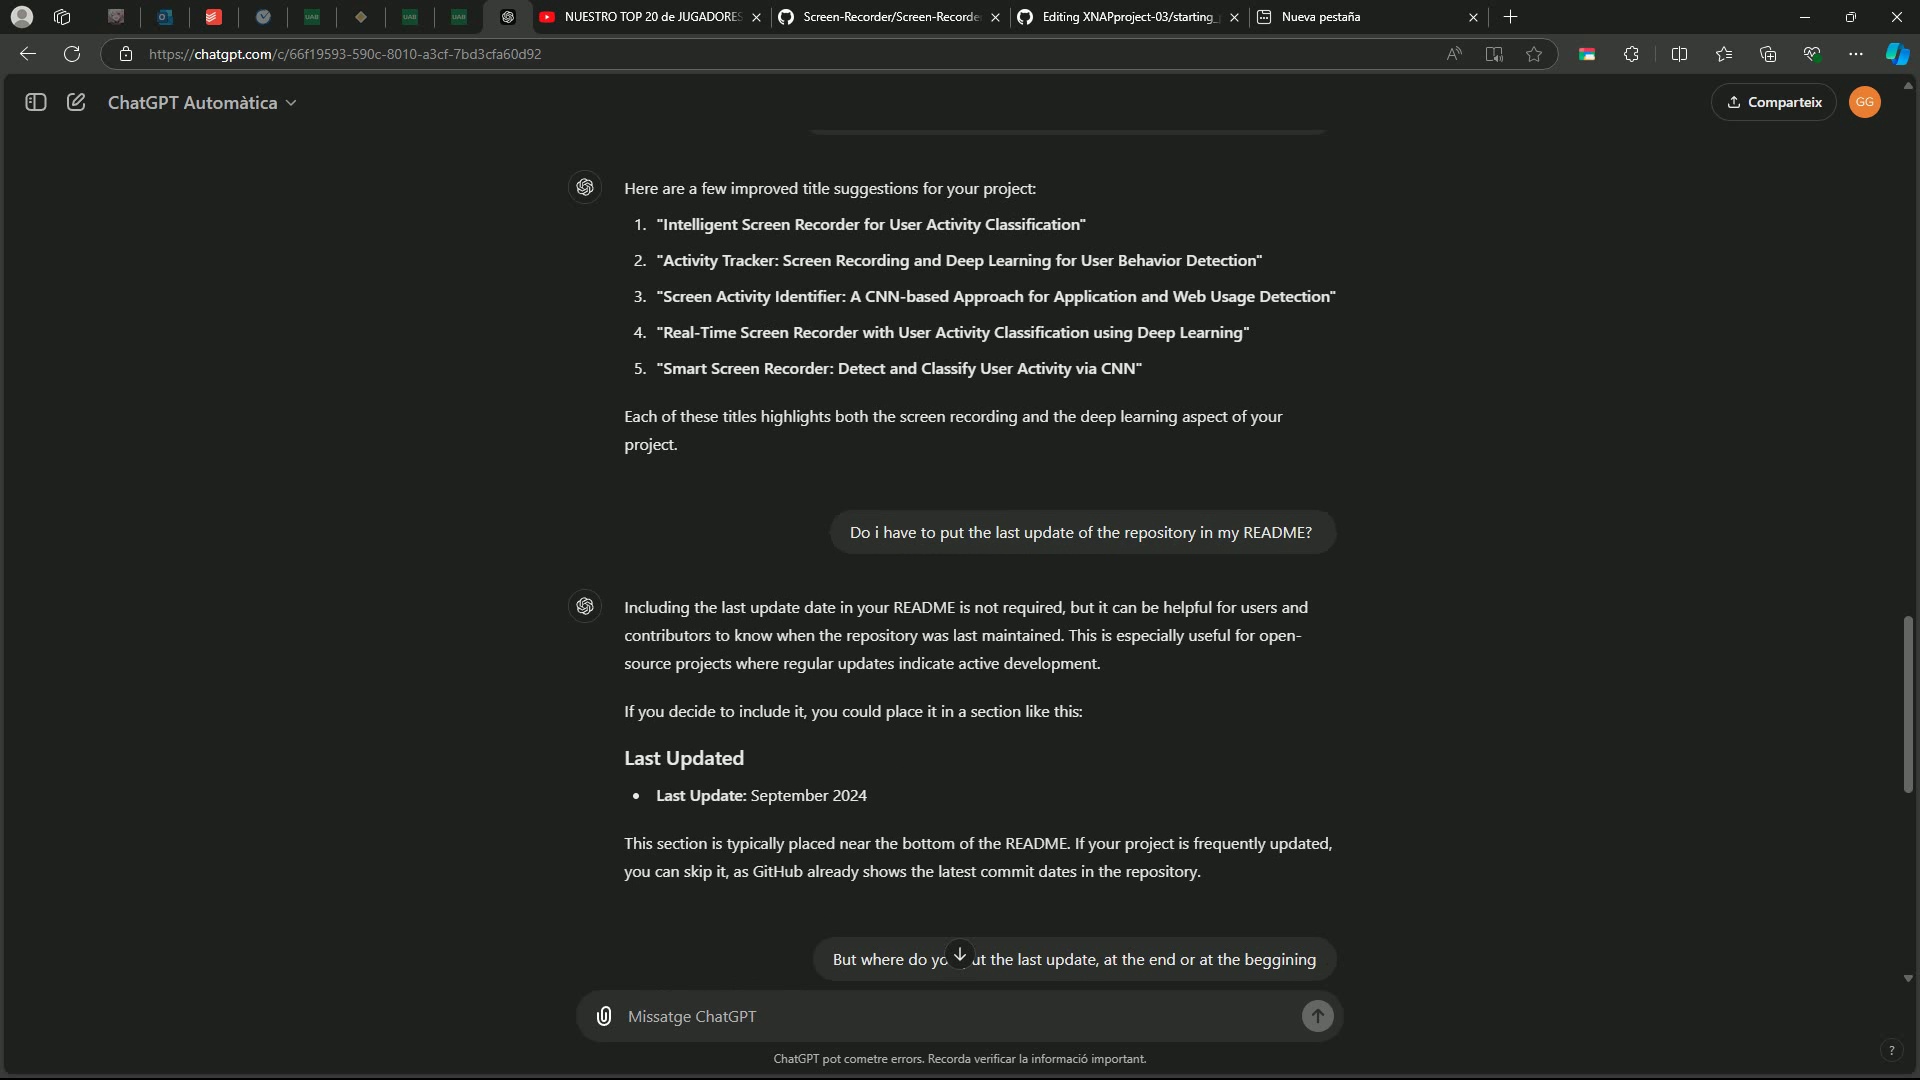 NUESTRO TOP 20 de JUGADORES
Screen-Recorder/Screen-Recorde
Editing XNAPproject-03/starting_
Nueva pestaña
https://chatgpt.com/c/66f19593-590c-8010-a3cf-7bd3cfa60d92
ChatGPT Automàtica
Comparteix
GG
Here are a few improved title suggestions for your project:
1. "Intelligent Screen Recorder for User Activity Classification"
2. "Activity Tracker: Screen Recording and Deep Learning for User Behavior Detection"
3. "Screen Activity Identifier: A CNN-based Approach for Application and Web Usage Detection"
4. "Real-Time Screen Recorder with User Activity Classification using Deep Learning"
5. "Smart Screen Recorder: Detect and Classify User Activity via CNN"
Each of these titles highlights both the screen recording and the deep learning aspect of your
project.
Do i have to put the last update of the repository in my README?
Including the last update date in your README is not required, but it can be helpful for users and
contributors to know when the repository was last maintained. This is especially useful for open-
source projects where regular updates indicate active development.
If you decide to include it, you could place it in a section like this:
Last Updated
• Last Update: September 2024
This section is typically placed near the bottom of the README. If your project is frequently updated,
you can skip it, as GitHub already shows the latest commit dates in the repository.
But where do yo ut the last update, at the end or at the beggining
Missatge ChatGPT
ChatGPT pot cometre errors. Recorda verificar la informació important.
?